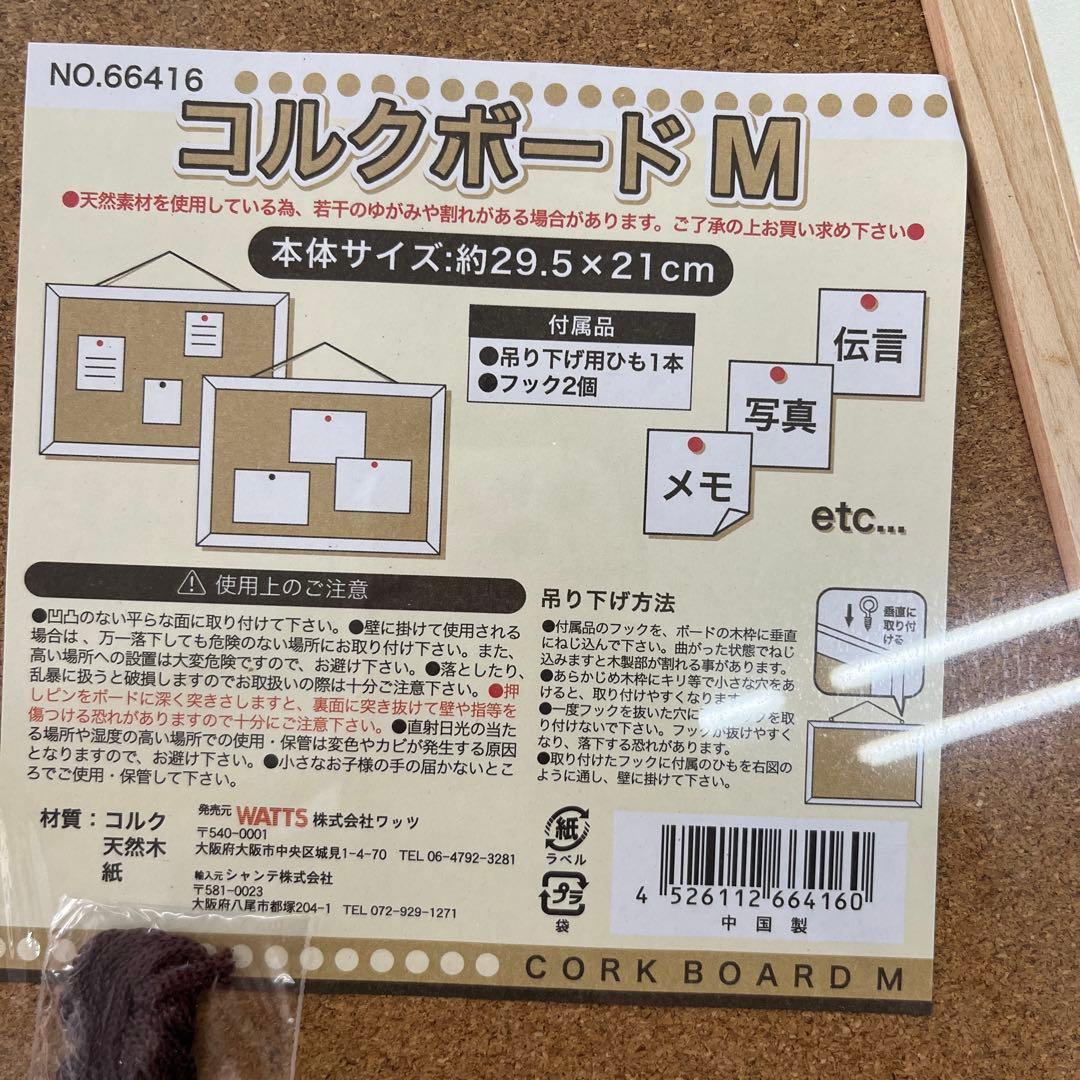 NO.66416
コルクボード M
●天然素材を使用している為、若干のゆがみや割れがある場合があります。ご了承の上お買い求め下さい●
本体サイズ:約29.5×21cm
付属品
●吊り下げ用ひも1本
●フック2個
伝言
写真
メモ
etc...
使用上のご注意
●凹凸のない平らな面に取り付けて下さい。●壁に掛けて使用される
場合は、万一落下しても危険のない場所にお取り付け下さい。また、
高い場所への設置は大変危険ですので、お避け下さい。●落としたり、
乱暴に扱うと破損しますのでお取扱いの際は十分ご注意下さい。●押
しピンをボードに深く突きさしますと、裏面に突き抜けて壁や指等を
傷つける恐れがありますので十分にご注意下さい。●直射日光の当た
る場所や湿度の高い場所での使用・保管は変色やカビが発生する原因
となりますので、お避け下さい。●小さなお子様の手の届かないとこ
ろでご使用・保管して下さい。
吊り下げ方法
●付属品のフックを、ボードの木枠に垂直
にねじ込んで下さい。曲がった状態でねじ
込みますと木製部が割れる事があります。
●あらかじめ木枠にキリ等で小さな穴をあ
けると、取り付けやすくなります
●一度フックを抜いた穴に フックを取
り付けないで下さい。フックが抜けやすく
なり、落下する恐れがあります。
●取り付けたフックに付属のひもを右図の
ように通し、壁に掛けて下さい。
垂直に
取り付
ける
材質：コルク
天然木
紙
発売元 WATTS 株式会社ワッツ
〒540-0001
大阪府大阪市中央区城見1-4-70 TEL 06-4792-3281
輸入元 シャンテ株式会社
〒581-0023
大阪府八尾市都塚204-1 TEL 072-929-1271
紙
ラベル
プラ
袋
4 526112 664160
中国製
CORK BOARD M